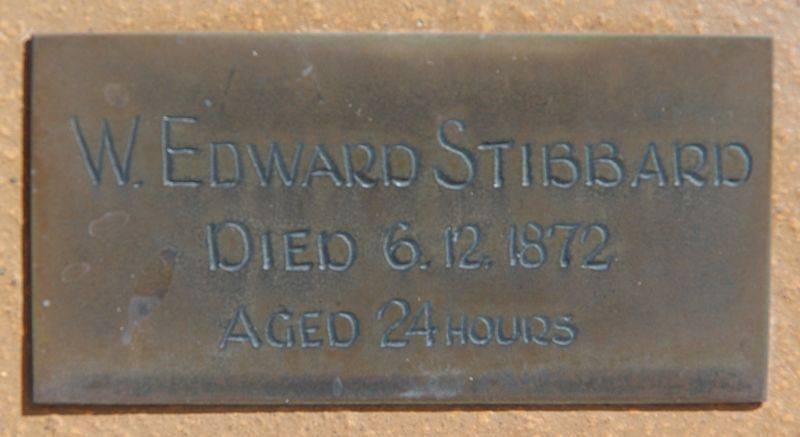 W. EDWARD STIBBARD
DIED 6.12.1872
AGED 24 HOURS